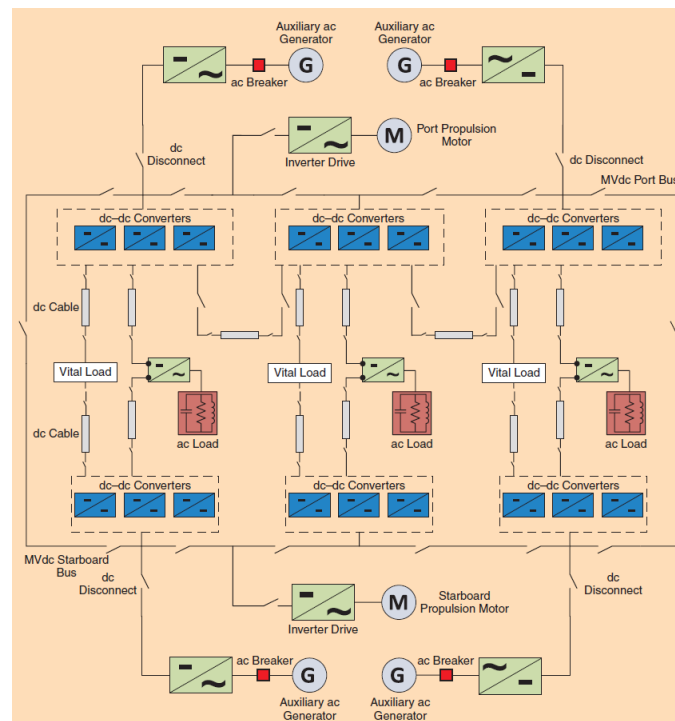 Auxiliary ac
Generator
Auxiliary ac
Generator
G
G
ac Breaker
ac Breaker
M
Port Propulsion
Motor
dc
Disconnect
Inverter Drive
dc Disconnect
MVdc Port Bus
dc–dc Converters
dc–dc Converters
dc–dc Converters
dc Cable
Vital Load
Vital Load
Vital Load
dc Cable
ac Load
ac Load
ac Load
dc–dc Converters
dc–dc Converters
dc–dc Converters
MVdc Starboard
Bus
dc
Disconnect
dc
Disconnect
M
Starboard
Propulsion Motor
Inverter Drive
ac Breaker
ac Breaker
G
G
Auxiliary ac
Generator
Auxiliary ac
Generator